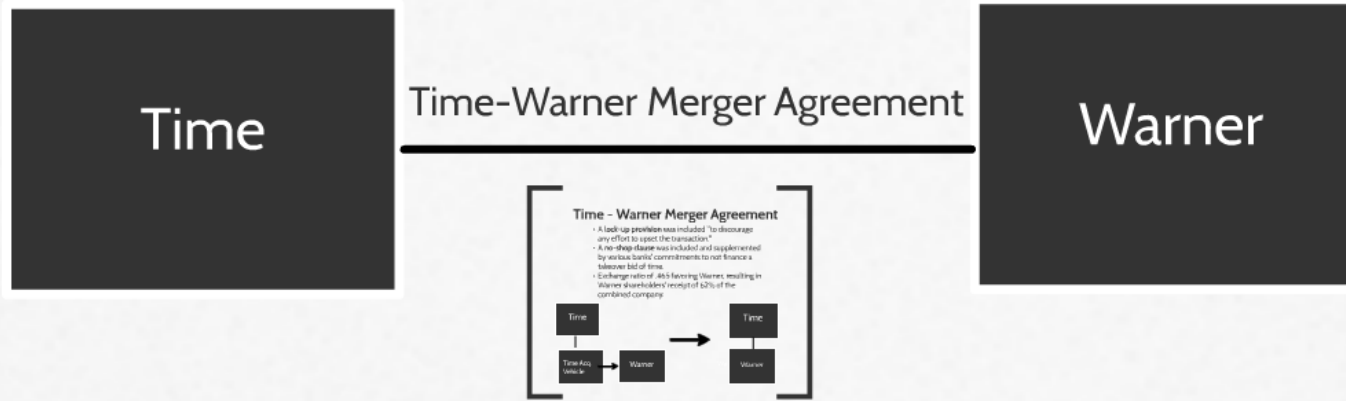 Time
Time-Warner Merger Agreement
Warner
Time - Warner Merger Agreement
• A lock-up provision was included "to discourage
any effort to upset the transaction."
• A no-shop clause was included and supplemented
by various banks' commitments to not finance a
takeover bid of time.
• Exchange ratio of .465 favoring Warner, resulting in
Warner shareholders' receipt of 62% of the
combined company.
Time
Time
Time Acq.
Vehicle
Warner
Warner